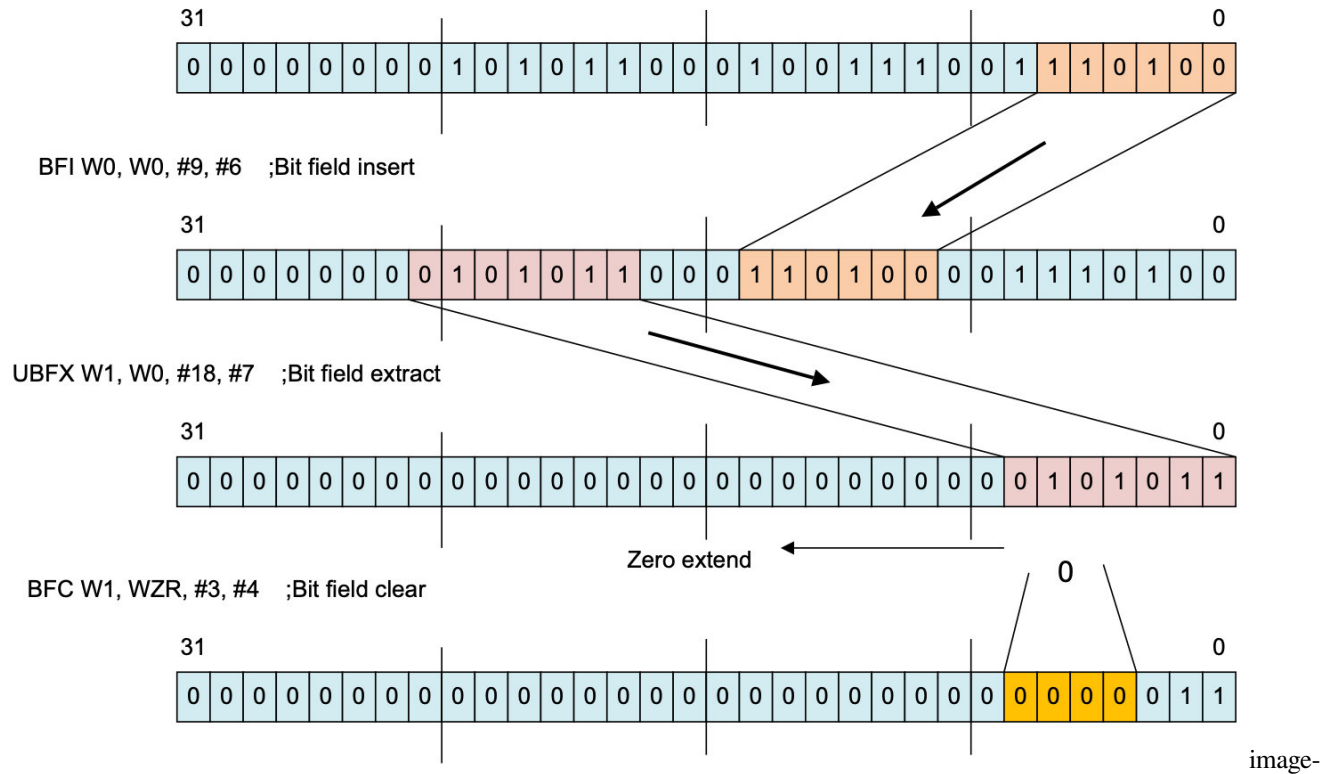 31 0
0 0 0 0 0 0 0 0 1 0 1 0 1 1 0 0 0 1 0 0 1 1 1 0 0 1 1 1 0 1 0 0
BFI W0, W0, #9, #6 ;Bit field insert
31 0
0 0 0 0 0 0 0 0 1 0 1 0 1 1 0 0 0 1 1 0 1 0 0 0 0 1 1 1 0 1 0 0
UBFX W1, W0, #18, #7 ;Bit field extract
31 0
0 0 0 0 0 0 0 0 0 0 0 0 0 0 0 0 0 0 0 0 0 0 0 0 0 0 1 0 1 0 1 1
Zero extend
0
BFC W1, WZR, #3, #4 ;Bit field clear
31 0
0 0 0 0 0 0 0 0 0 0 0 0 0 0 0 0 0 0 0 0 0 0 0 0 0 0 0 0 0 0 1 1
image-